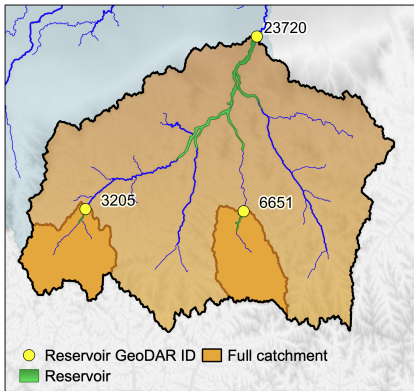 23720
3205
6651
Reservoir GeoDAR ID
Full catchment
Reservoir